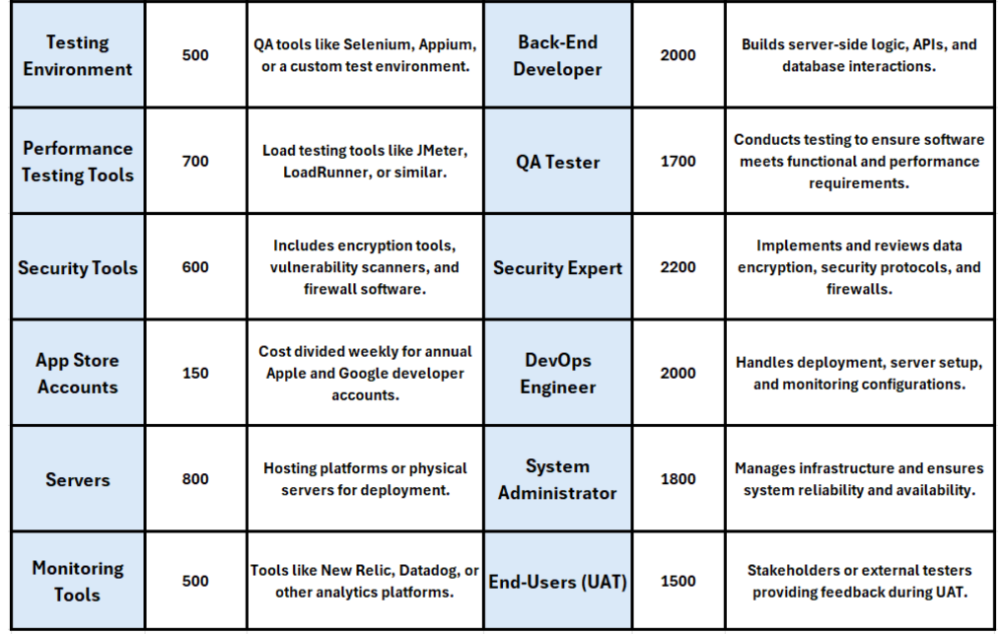 Testing
Environment
500
QA tools like Selenium, Appium,
or a custom test environment.
Back-End
Developer
2000
Builds server-side logic, APIs, and
database interactions.
Performance
Testing Tools
700
Load testing tools like JMeter,
LoadRunner, or similar.
QA Tester
1700
Conducts testing to ensure software
meets functional and performance
requirements.
Security Tools
600
Includes encryption tools,
vulnerability scanners, and
firewall software.
Security Expert
2200
Implements and reviews data
encryption, security protocols, and
firewalls.
App Store
Accounts
150
Cost divided weekly for annual
Apple and Google developer
accounts.
DevOps
Engineer
2000
Handles deployment, server setup,
and monitoring configurations.
Servers
800
Hosting platforms or physical
servers for deployment.
System
Administrator
1800
Manages infrastructure and ensures
system reliability and availability.
Monitoring
Tools
500
Tools like New Relic, Datadog, or
other analytics platforms.
End-Users (UAT)
1500
Stakeholders or external testers
providing feedback during UAT.